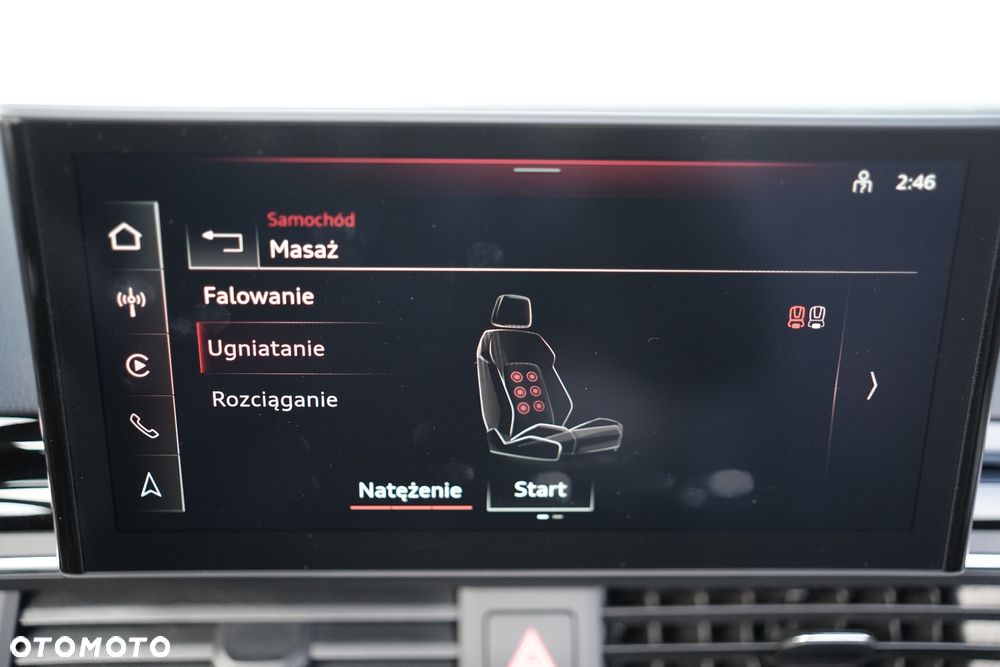 2:46
Samochód
Masaż
Falowanie
Ugniatanie
Rozciąganie
Natężenie
Start
OTOMOTO